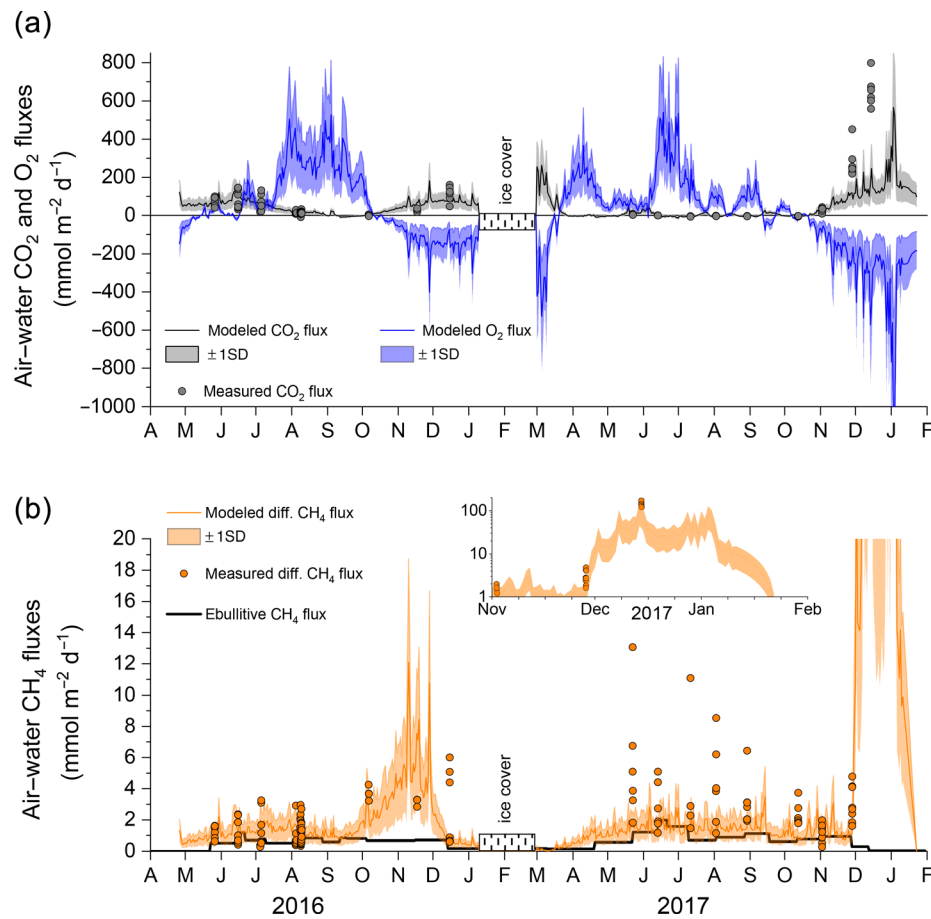 (a)
Air–water CO₂ and O₂ fluxes
(mmol m⁻² d⁻¹)
800
600
400
200
0
−200
−400
−600
−800
−1000
ice cover
Modeled CO₂ flux
Modeled O₂ flux
±1SD
±1SD
Measured CO₂ flux
A M J J A S O N D J F M A M J J A S O N D J F
(b)
Air–water CH₄ fluxes
(mmol m⁻² d⁻¹)
20
18
16
14
12
10
8
6
4
2
0
Modeled diff. CH₄ flux
±1SD
Measured diff. CH₄ flux
Ebullitive CH₄ flux
100
10
1
Nov Dec Jan Feb
2017
ice cover
A M J J A S O N D J F M A M J J A S O N D J F
2016 2017